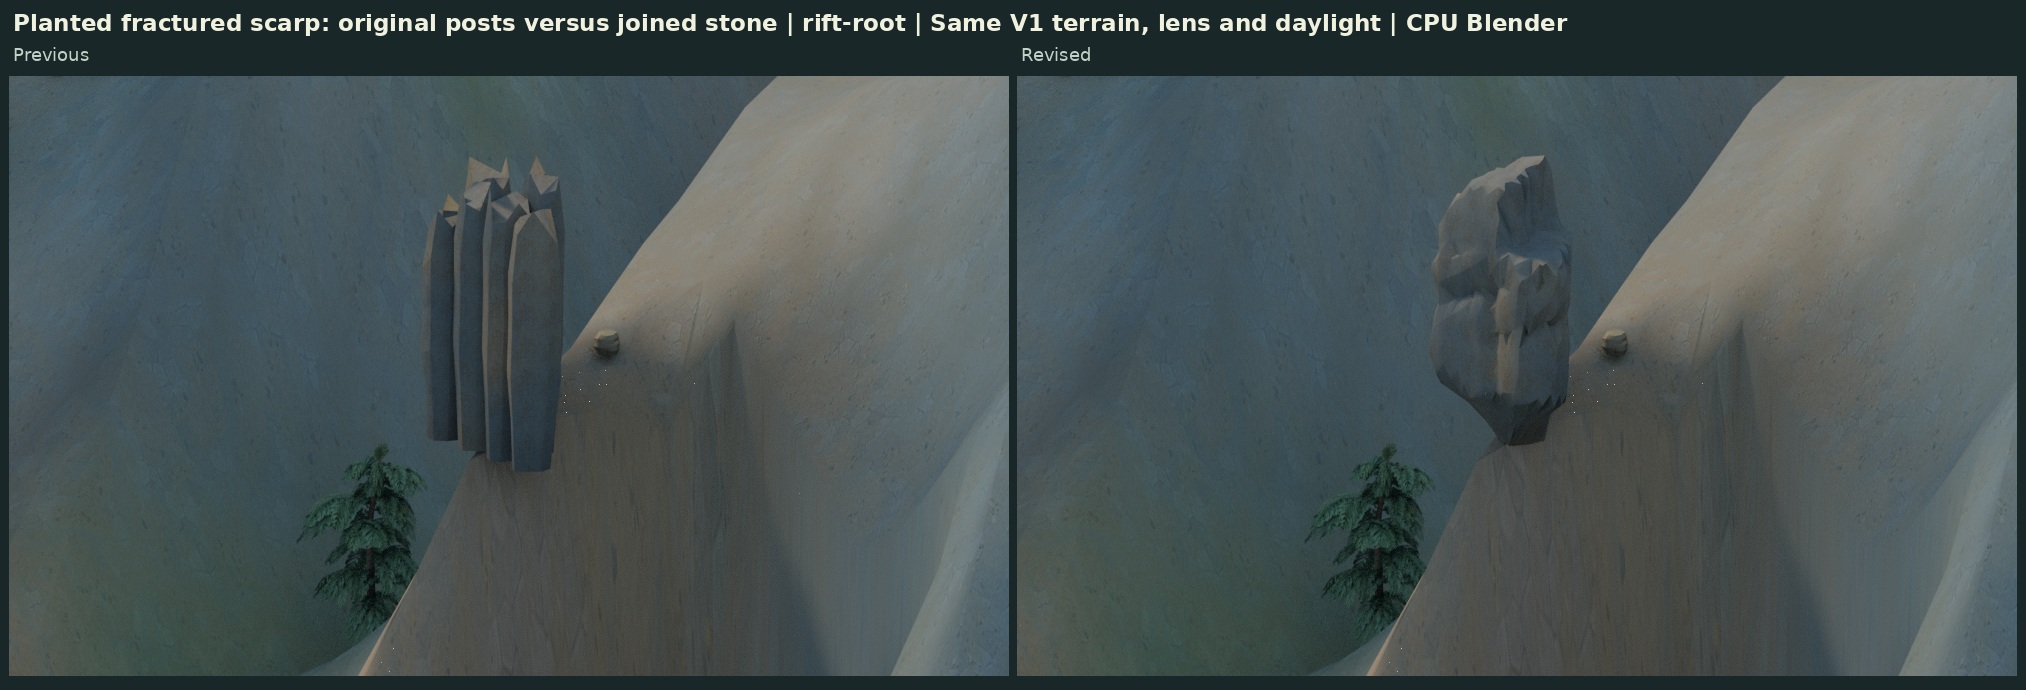 Planted fractured scarp: original posts versus joined stone | rift-root | Same V1 terrain, lens and daylight | CPU Blender
Previous
Revised